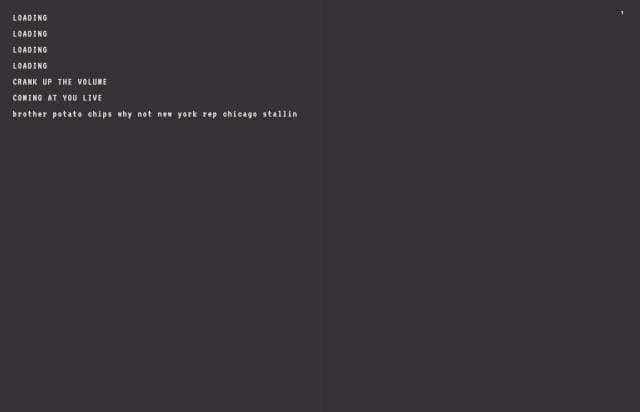 LOADING
LOADING
LOADING
LOADING
CRANK UP THE VOLUME
COMING AT YOU LIVE
brother potato chips why not new york rep chicago stallin